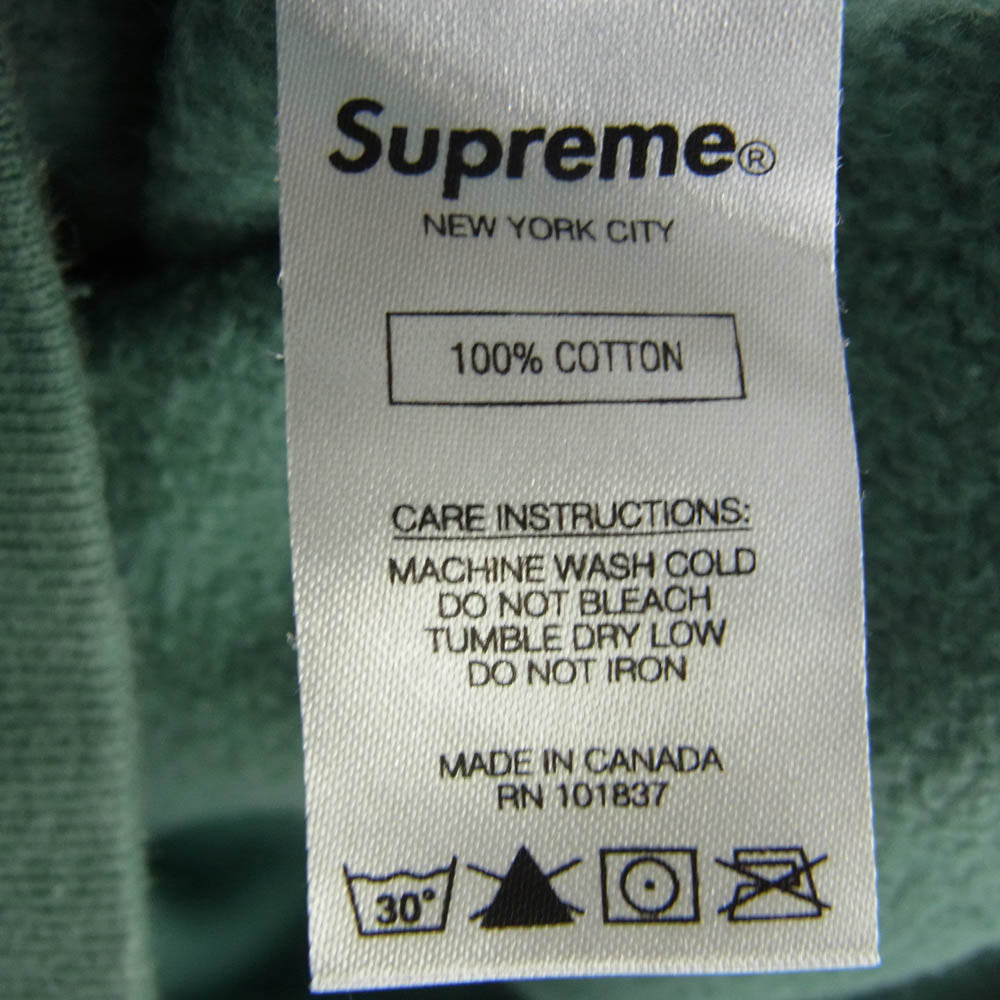 Supreme®
NEW YORK CITY
100% COTTON
CARE INSTRUCTIONS:
MACHINE WASH COLD
DO NOT BLEACH
TUMBLE DRY LOW
DO NOT IRON
MADE IN CANADA
RN 101837
30°